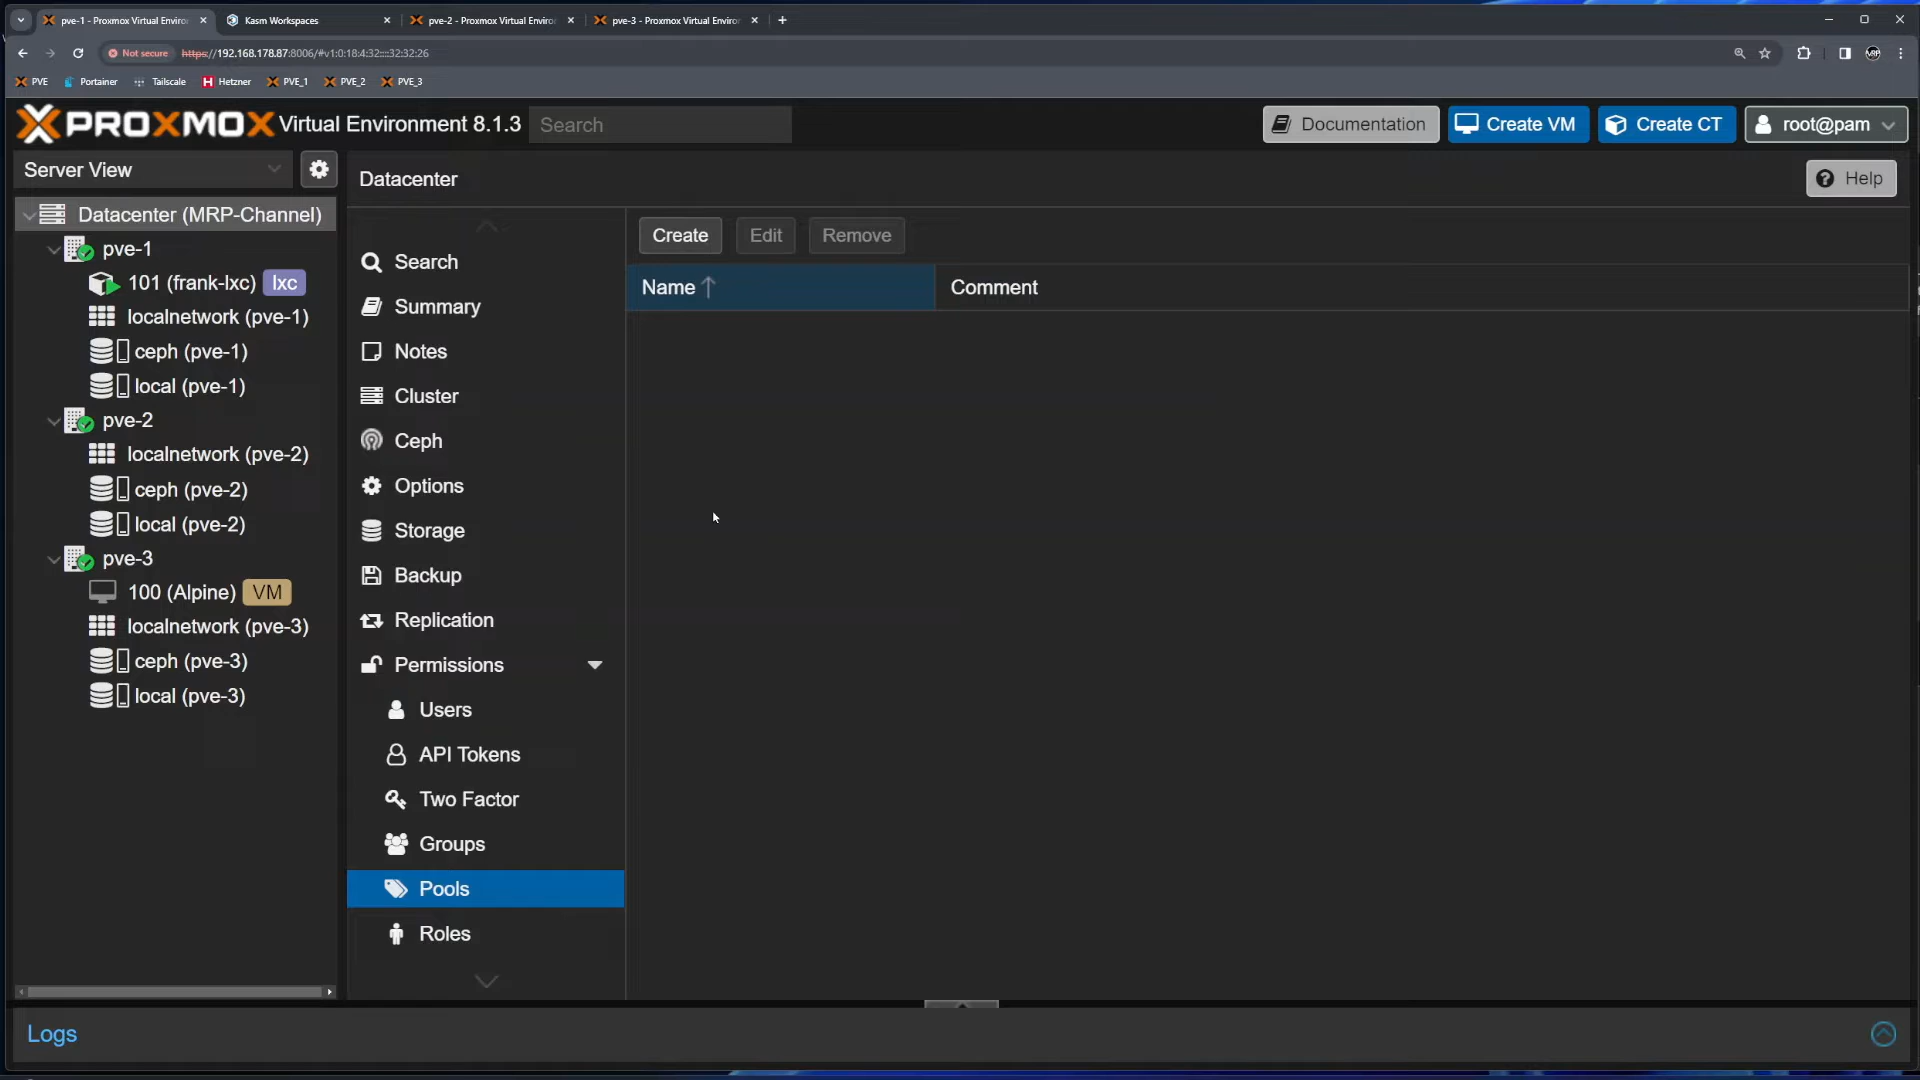 pve-1 - Proxmox Virtual Enviro
Kasm Workspaces
pve-2 - Proxmox Virtual Enviro
pve-3 - Proxmox Virtual Enviro
Not secure
https://192.168.178.87:8006/#v1:0:18:4:32::::32:32:26
PVE
Portainer
Tailscale
Hetzner
PVE_1
PVE_2
PVE_3
PROXMOX Virtual Environment 8.1.3
Search
Documentation
Create VM
Create CT
root@pam
Server View
Datacenter
Help
Datacenter (MRP-Channel)
pve-1
101 (frank-lxc) lxc
localnetwork (pve-1)
ceph (pve-1)
local (pve-1)
pve-2
localnetwork (pve-2)
ceph (pve-2)
local (pve-2)
pve-3
100 (Alpine) VM
localnetwork (pve-3)
ceph (pve-3)
local (pve-3)
Search
Summary
Notes
Cluster
Ceph
Options
Storage
Backup
Replication
Permissions
Users
API Tokens
Two Factor
Groups
Pools
Roles
Create
Edit
Remove
Name
Comment
Logs